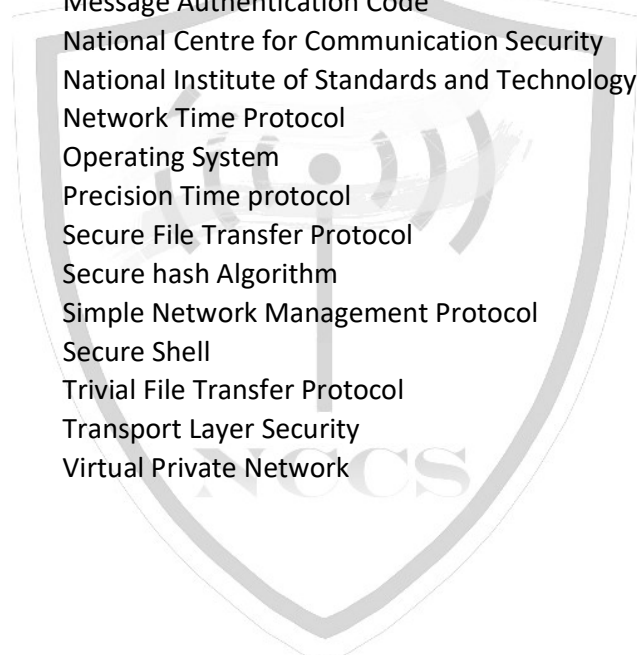 Message Authentication Code
National Centre for Communication Security
National Institute of Standards and Technology
Network Time Protocol
Operating System
Precision Time protocol
Secure File Transfer Protocol
Secure hash Algorithm
Simple Network Management Protocol
Secure Shell
Trivial File Transfer Protocol
Transport Layer Security
Virtual Private Network
NCCS